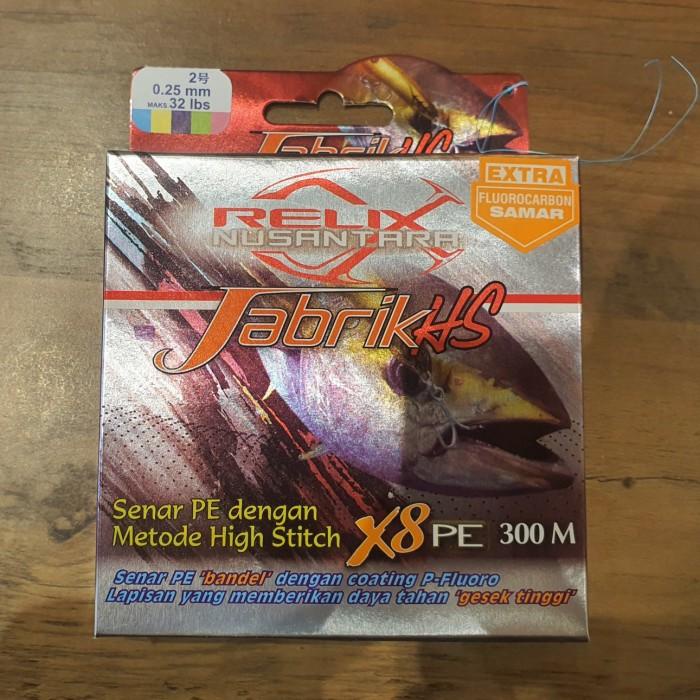 2号
0.25 mm
MAKS.32 lbs
JabrikHS
EXTRA
FLUOROCARBON
SAMAR
RELIX
NUSANTARA
JabrikHS
Senar PE dengan
Metode High Stitch X8 PE 300 M
Senar PE 'bandel' dengan coating P-Fluoro
Lapisan yang memberikan daya tahan 'gesek tinggi'